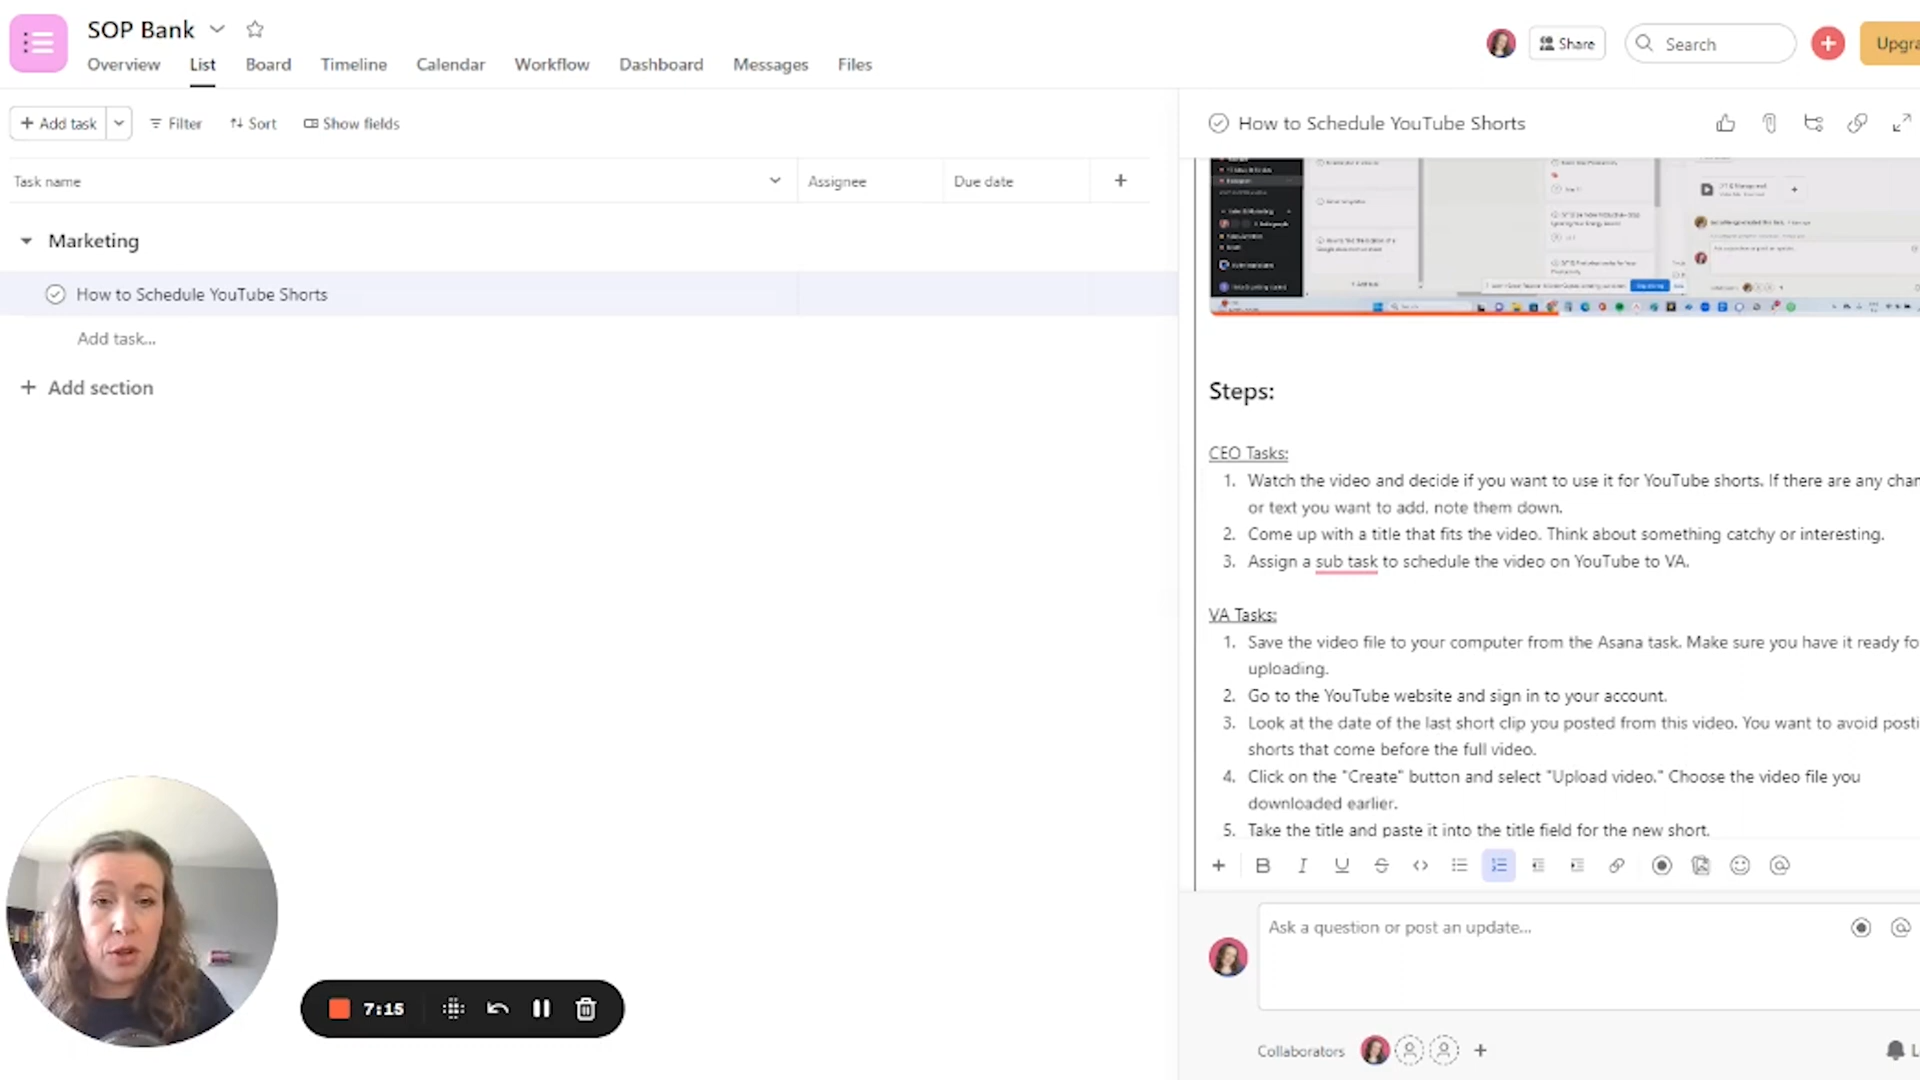 SOP Bank
Overview List Board Timeline Calendar Workflow Dashboard Messages Files
Share
Search
Add task
Filter
Sort
Show fields
Task name
Assignee
Due date
Marketing
How to Schedule YouTube Shorts
Add task...
Add section
How to Schedule YouTube Shorts
Steps:
CEO Tasks:
1. Watch the video and decide if you want to use it for YouTube shorts. If there are any
or text you want to add, note them down.
2. Come up with a title that fits the video. Think about something catchy or interesting.
3. Assign a sub task to schedule the video on YouTube to VA.
VA Tasks:
1. Save the video file to your computer from the Asana task. Make sure you have it ready
uploading.
2. Go to the YouTube website and sign in to your account.
3. Look at the date of the last short clip you posted from this video. You want to avoid
shorts that come before the full video.
4. Click on the "Create" button and select "Upload video." Choose the video file you
downloaded earlier.
5. Take the title and paste it into the title field for the new short.
Ask a question or post an update...
Collaborators
7:15